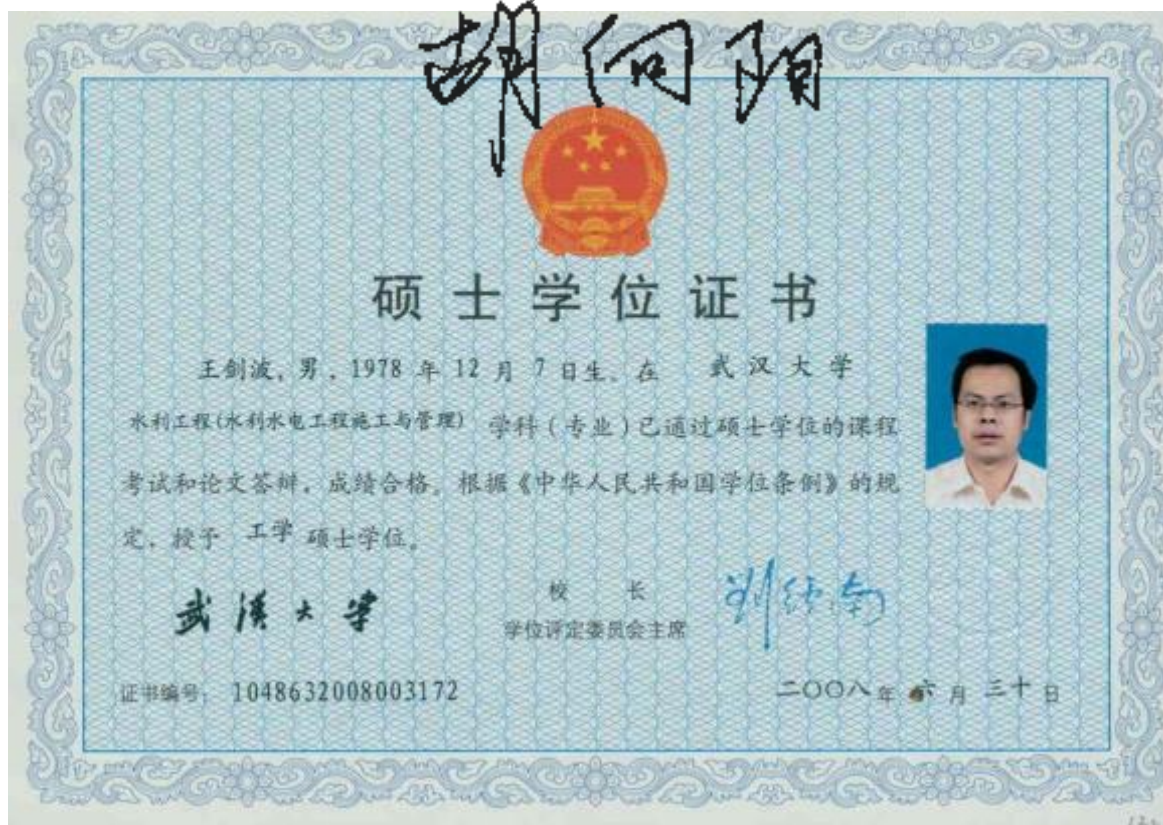 胡向阳
硕士学位证书
王剑波，男，1978 年 12 月 7 日生。在 武汉大学
水利工程(水利水电工程施工与管理) 学科（专业）已通过硕士学位的课程
考试和论文答辩，成绩合格。根据《中华人民共和国学位条例》的规
定，授予 工学 硕士学位。
武漢大学
校 长
学位评定委员会主席
刘经南
证书编号：1048632008003172
二〇〇八年 六月 三十日